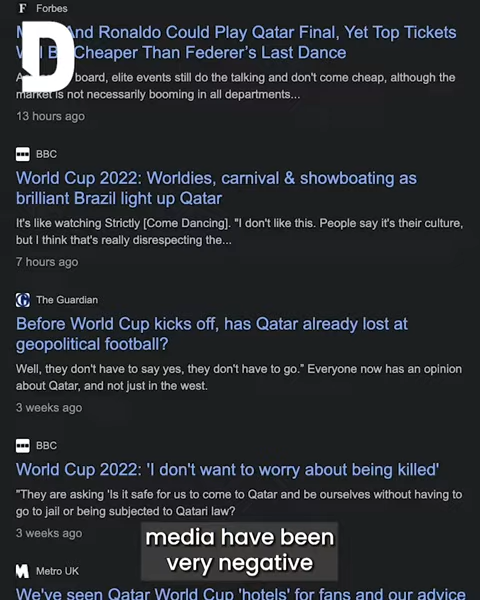 Forbes
D
And Ronaldo Could Play Qatar Final, Yet Top Tickets
Be Cheaper Than Federer's Last Dance
board, elite events still do the talking and don't come cheap, although the
market is not necessarily booming in all departments...
13 hours ago
BBC
World Cup 2022: Worldies, carnival & showboating as
brilliant Brazil light up Qatar
It's like watching Strictly [Come Dancing]. "I don't like this. People say it's their culture,
but I think that's really disrespecting the...
7 hours ago
The Guardian
Before World Cup kicks off, has Qatar already lost at
geopolitical football?
Well, they don't have to say yes, they don't have to go." Everyone now has an opinion
about Qatar, and not just in the west.
3 weeks ago
BBC
World Cup 2022: 'I don't want to worry about being killed'
"They are asking 'Is it safe for us to come to Qatar and be ourselves without having to
go to jail or being subjected to Qatari law?
3 weeks ago
media have been
very negative
Metro UK
We've seen Qatar World Cup 'hotels' for fans and our advice